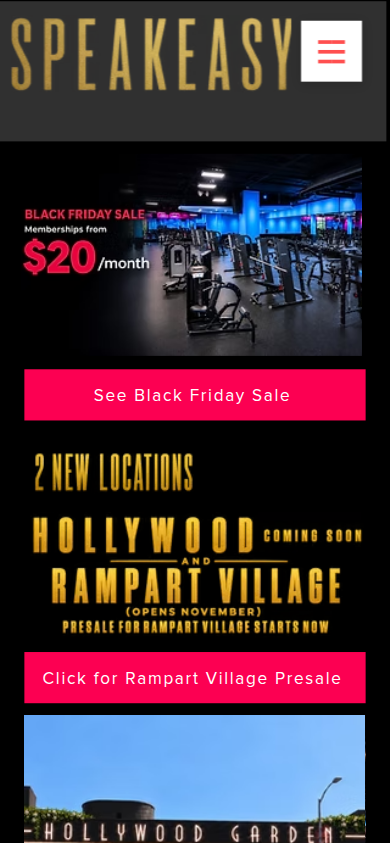 SPEAKEASY
BLACK FRIDAY SALE
Memberships from
$20/month
See Black Friday Sale
2 NEW LOCATIONS
HOLLYWOOD COMING SOON
AND
RAMPART VILLAGE
(OPENS NOVEMBER)
PRESALE FOR RAMPART VILLAGE STARTS NOW
Click for Rampart Village Presale
HOLLYWOOD GARDEN